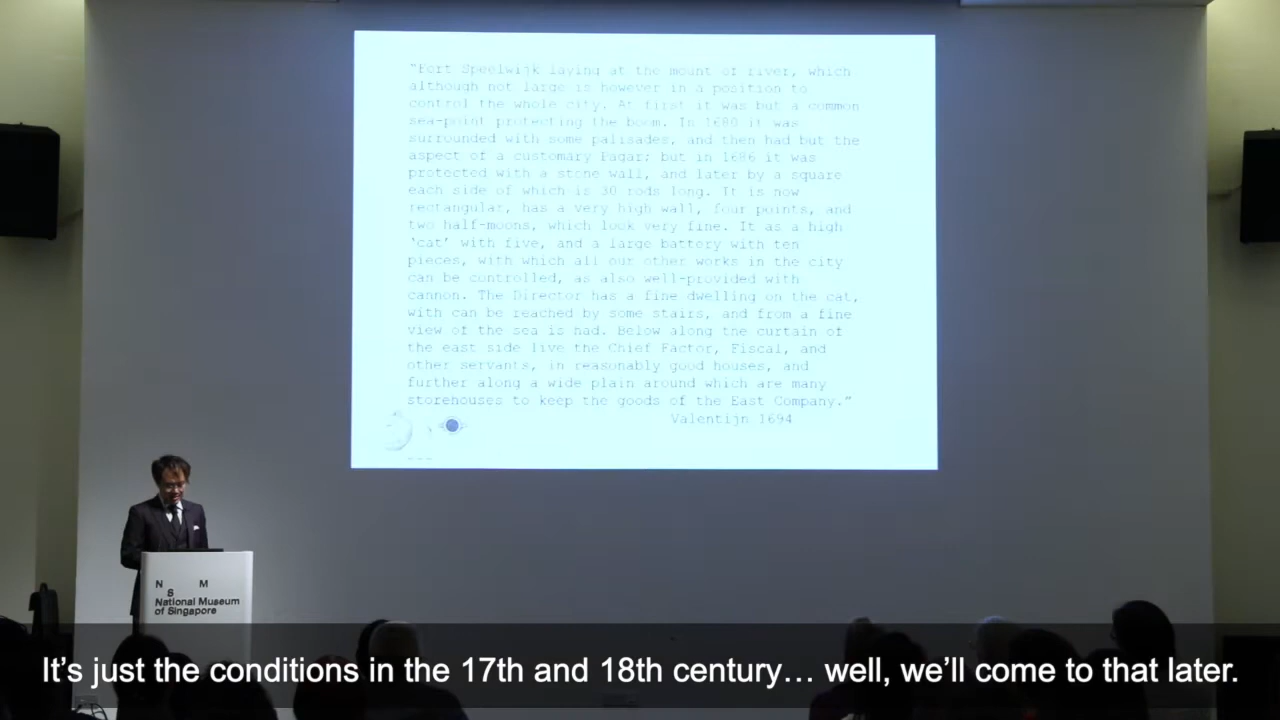 "Fort Speelwijk laying at the mount of river, which
although not large is however in a position to
control the whole city. At first it was but a common
sea-point protecting the boom. In 1680 it was
surrounded with some palisades, and then had but the
aspect of a customary Pagar; but in 1686 it was
protected with a stone wall, and later by a square
each side of which is 30 rods long. It is now
rectangular, has a very high wall, four points, and
two half-moons, which look very fine. It as a high
'cat' with five, and a large battery with ten
pieces, with which all our other works in the city
can be controlled, as also well-provided with
cannon. The Director has a fine dwelling on the cat,
with can be reached by some stairs, and from a fine
view of the sea is had. Below along the curtain of
the east side live the Chief Factor, Fiscal, and
other servants, in reasonably good houses, and
further along a wide plain around which are many
storehouses to keep the goods of the East Company."
Valentijn 1694
N S M
National Museum
of Singapore
It's just the conditions in the 17th and 18th century… well, we'll come to that later.